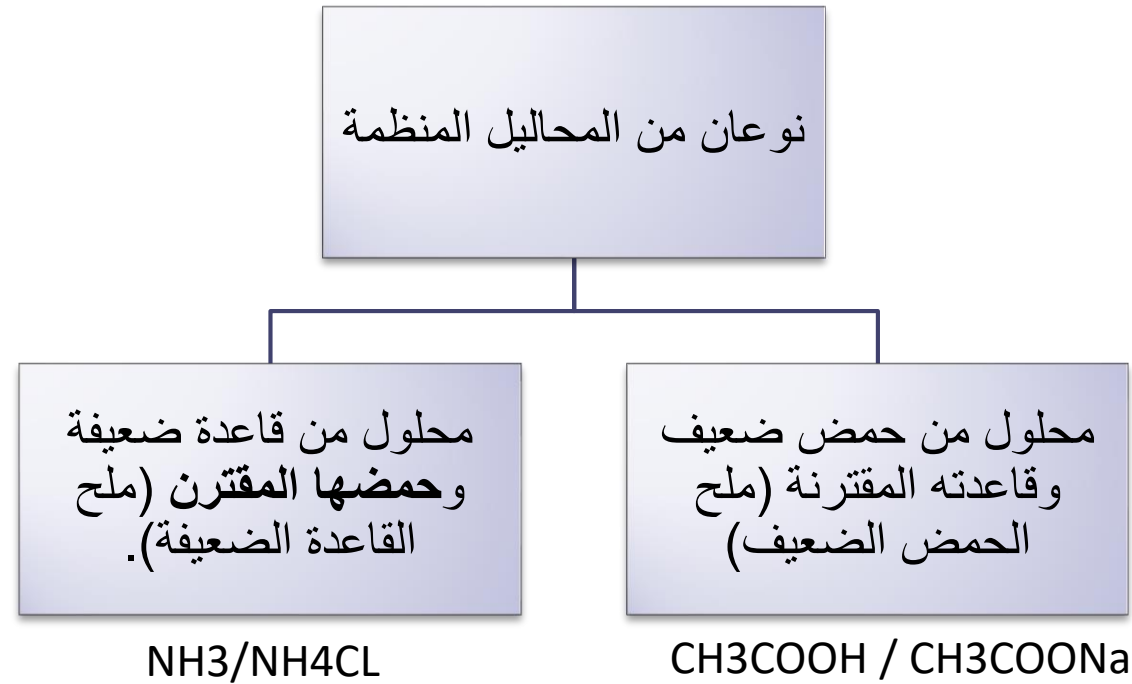 نوعان من المحاليل المنظمة
محلول من حمض ضعيف
وقاعدته المقترنة (ملح
الحمض الضعيف)
CH3COOH / CH3COONa
محلول من قاعدة ضعيفة
وحمضها المقترن (ملح
القاعدة الضعيفة).
NH3/NH4CL